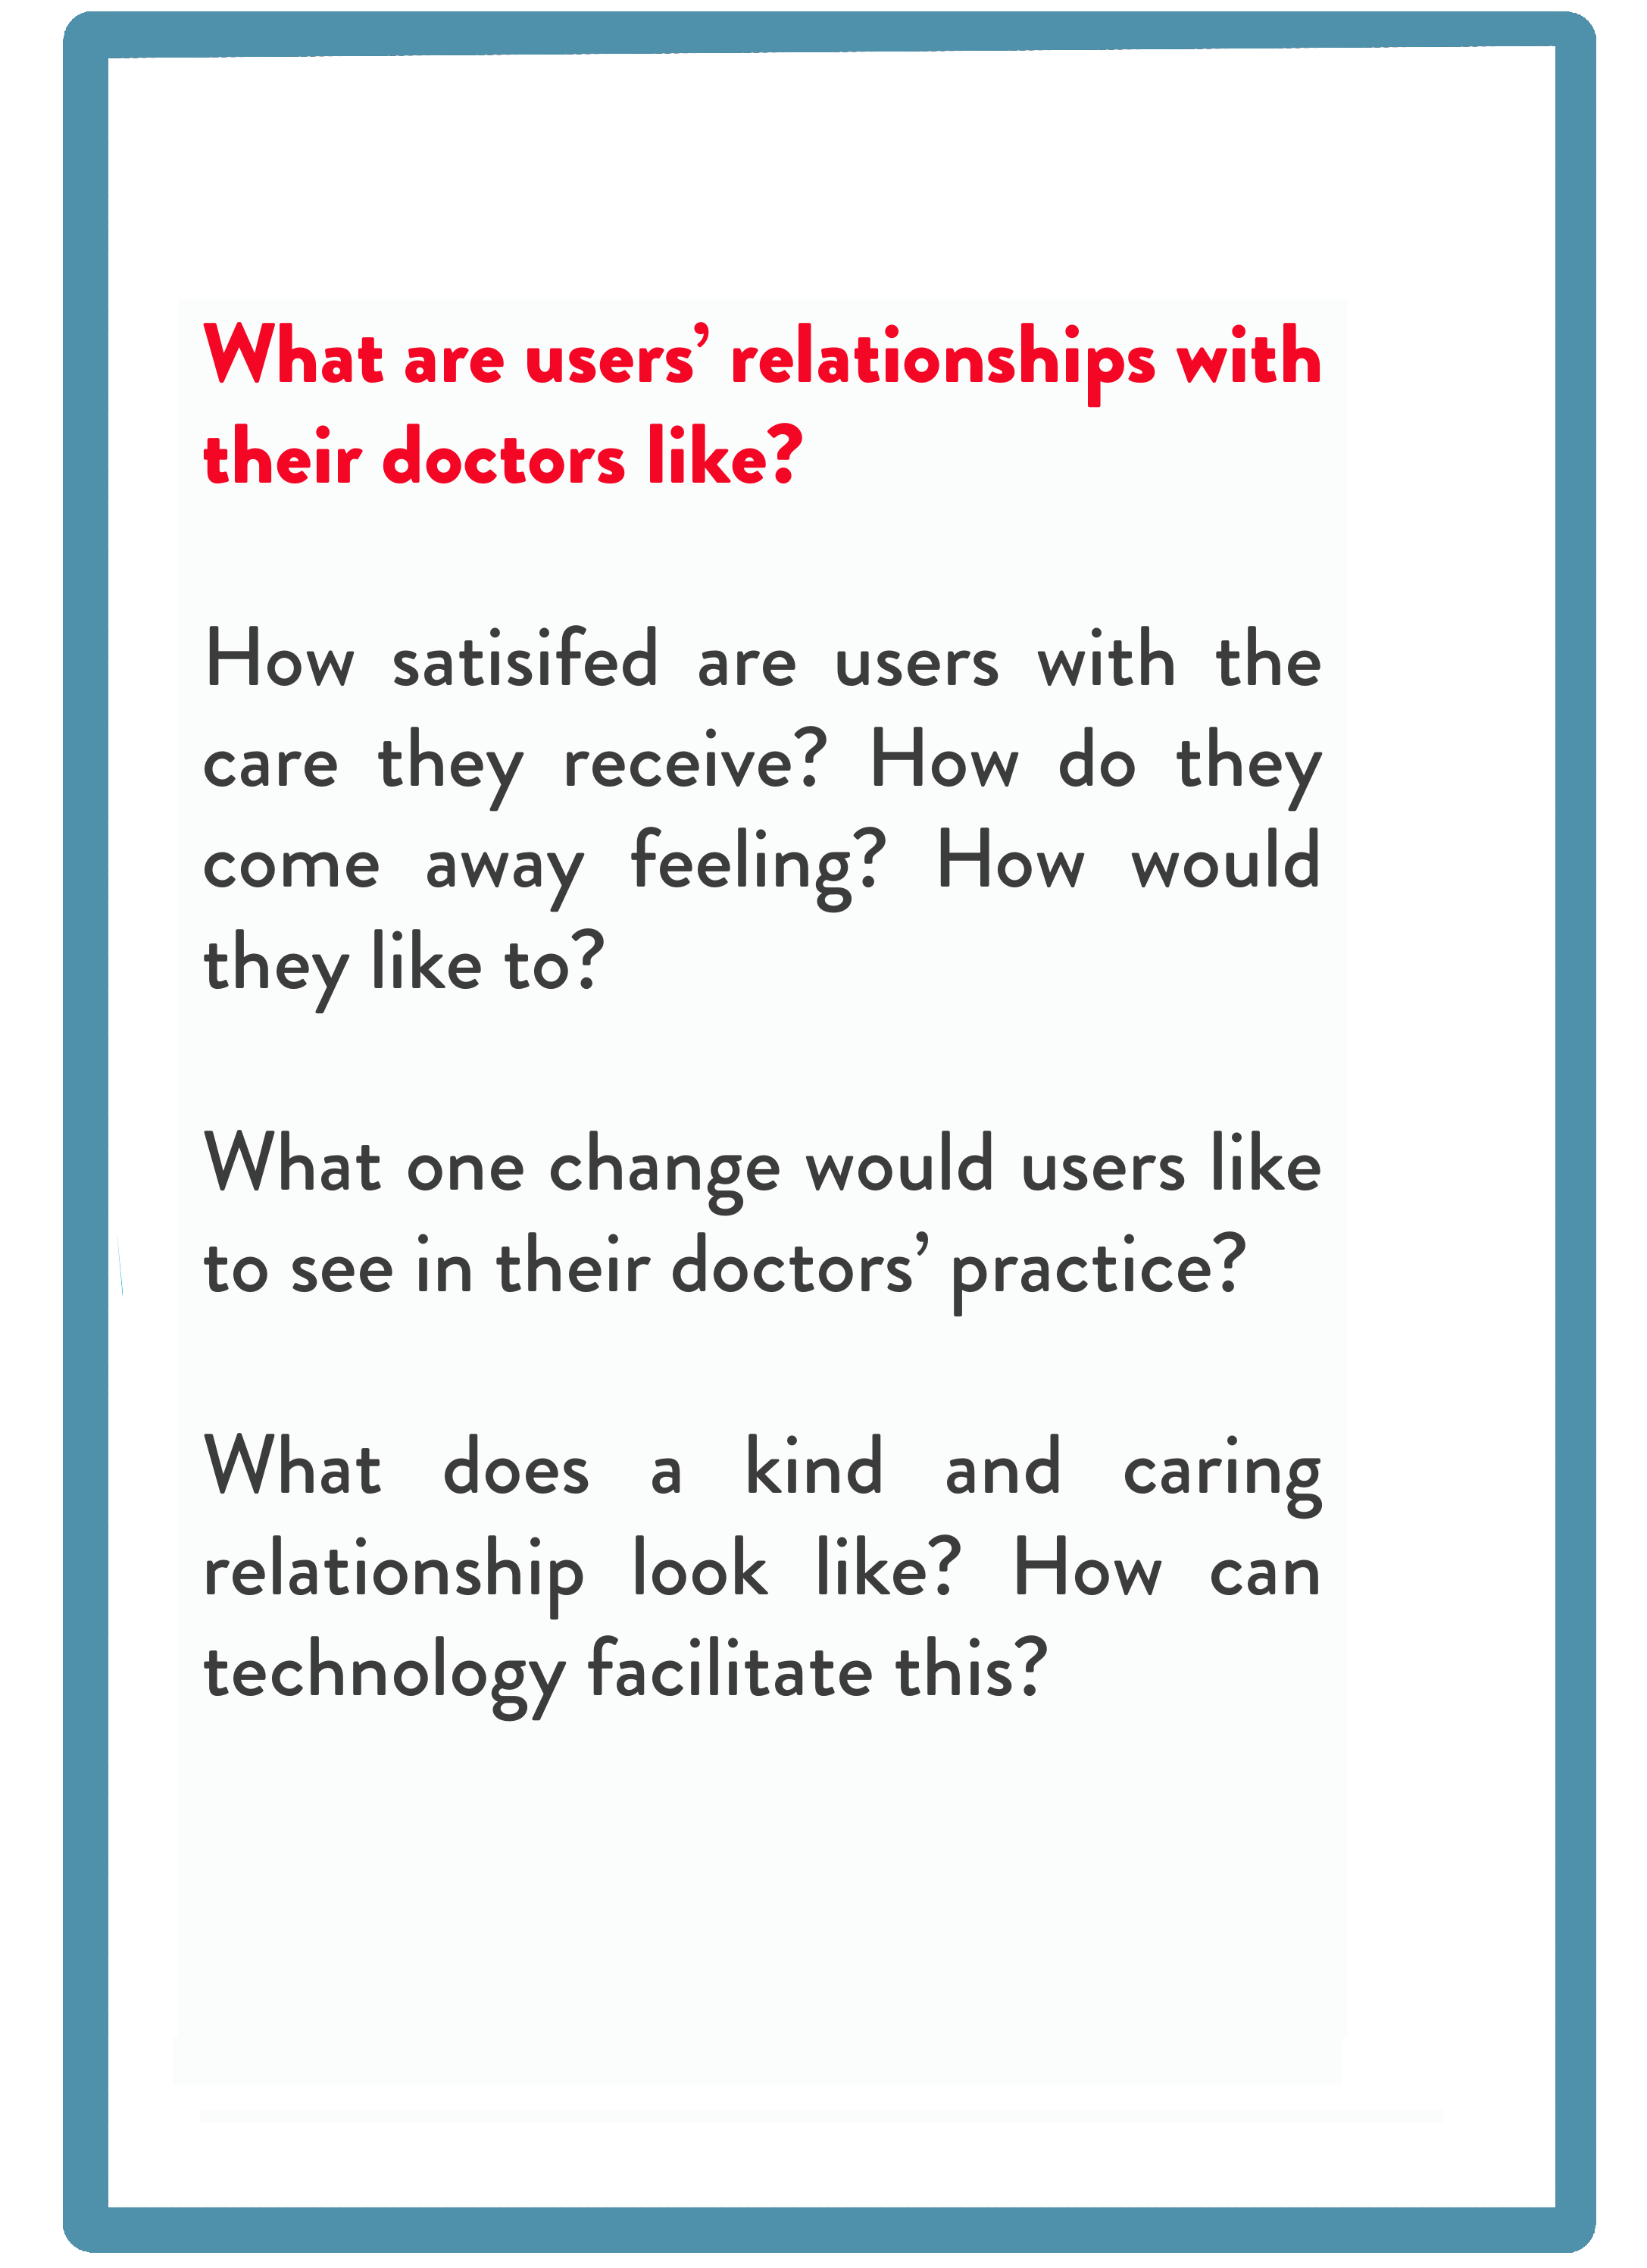 What are users’ relationships with
their doctors like?
How satisifed are users with the
care they receive? How do they
come away feeling? How would
they like to?
What one change would users like
to see in their doctors’ practice?
What does a kind and caring
relationship look like? How can
technology facilitate this?